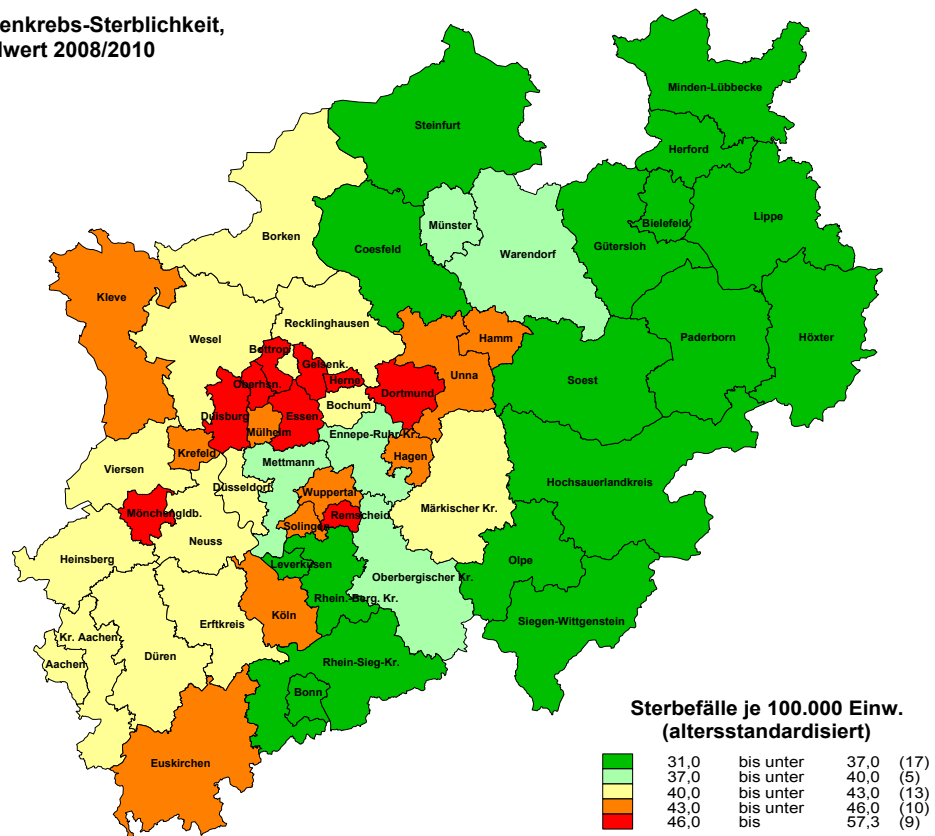 enkrebs-Sterblichkeit,
lwert 2008/2010
Minden-Lübbecke
Steinfurt
Herford
Lippe
Bielefeld
Münster
Borken
Gütersloh
Coesfeld
Warendorf
Kleve
Recklinghausen
Wesel
Paderborn
Höxter
Hamm
Bottrop
Gelsenk.
Unna
Soest
Oberhsn.
Herne
Dortmund
Bochum
Duisburg
Essen
Mülheim
Ennepe-Ruhr-Kr.
Krefeld
Hagen
Mettmann
Viersen
Hochsauerlandkreis
Düsseldorf
Wuppertal
Märkischer Kr.
Mönchengldb.
Remscheid
Solingen
Neuss
Heinsberg
Olpe
Leverkusen
Oberbergischer Kr.
Rhein.-Berg. Kr.
Köln
Siegen-Wittgenstein
Erftkreis
Kr. Aachen
Düren
Aachen
Rhein-Sieg-Kr.
Bonn
Euskirchen
Sterbefälle je 100.000 Einw.
(altersstandardisiert)
31,0 bis unter 37,0 (17)
37,0 bis unter 40,0 (5)
40,0 bis unter 43,0 (13)
43,0 bis unter 46,0 (10)
46,0 bis 57,3 (9)